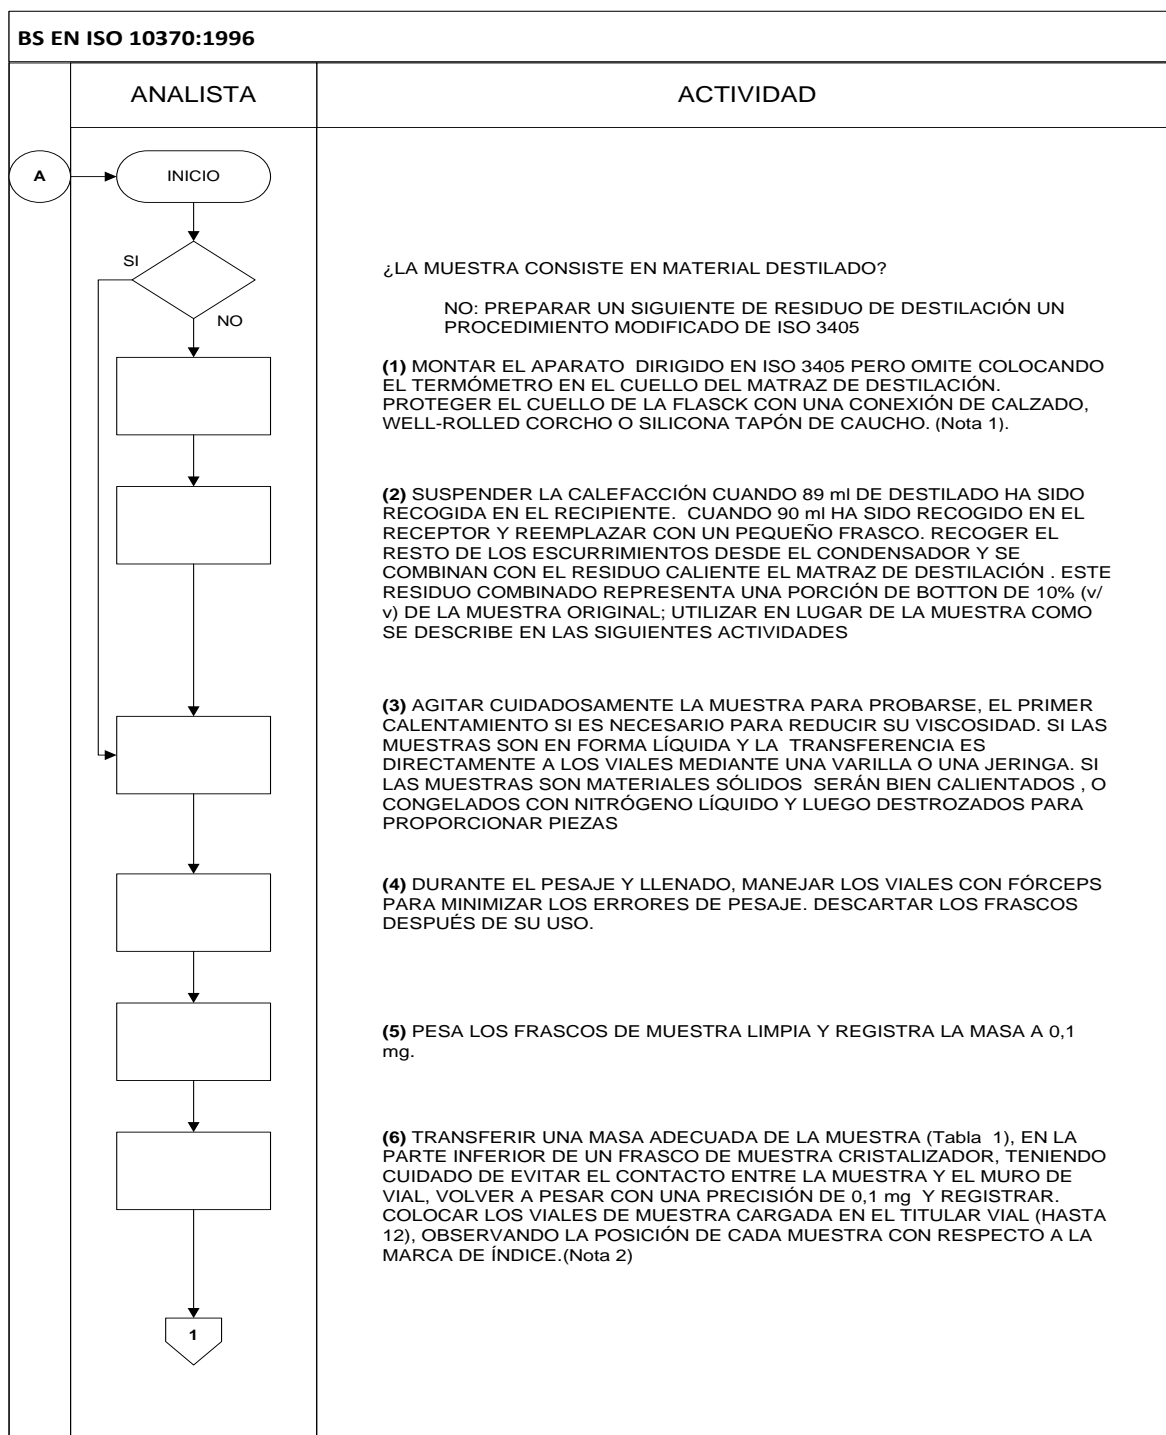 BS EN ISO 10370:1996
ANALISTA
ACTIVIDAD
A
INICIO
SI
NO
¿LA MUESTRA CONSISTE EN MATERIAL DESTILADO?
NO: PREPARAR UN SIGUIENTE DE RESIDUO DE DESTILACIÓN UN
PROCEDIMIENTO MODIFICADO DE ISO 3405
(1) MONTAR EL APARATO DIRIGIDO EN ISO 3405 PERO OMITE COLOCANDO
EL TERMÓMETRO EN EL CUELLO DEL MATRAZ DE DESTILACIÓN.
PROTEGER EL CUELLO DE LA FLASCK CON UNA CONEXIÓN DE CALZADO,
WELL-ROLLED CORCHO O SILICONA TAPÓN DE CAUCHO. (Nota 1).
(2) SUSPENDER LA CALEFACCIÓN CUANDO 89 ml DE DESTILADO HA SIDO
RECOGIDA EN EL RECIPIENTE. CUANDO 90 ml HA SIDO RECOGIDO EN EL
RECEPTOR Y REEMPLAZAR CON UN PEQUEÑO FRASCO. RECOGER EL
RESTO DE LOS ESCURRIMIENTOS DESDE EL CONDENSADOR Y SE
COMBINAN CON EL RESIDUO CALIENTE EL MATRAZ DE DESTILACIÓN . ESTE
RESIDUO COMBINADO REPRESENTA UNA PORCIÓN DE BOTTON DE 10% (v/
v) DE LA MUESTRA ORIGINAL; UTILIZAR EN LUGAR DE LA MUESTRA COMO
SE DESCRIBE EN LAS SIGUIENTES ACTIVIDADES
(3) AGITAR CUIDADOSAMENTE LA MUESTRA PARA PROBARSE, EL PRIMER
CALENTAMIENTO SI ES NECESARIO PARA REDUCIR SU VISCOSIDAD. SI LAS
MUESTRAS SON EN FORMA LÍQUIDA Y LA TRANSFERENCIA ES
DIRECTAMENTE A LOS VIALES MEDIANTE UNA VARILLA O UNA JERINGA. SI
LAS MUESTRAS SON MATERIALES SÓLIDOS SERÁN BIEN CALIENTADOS , O
CONGELADOS CON NITRÓGENO LÍQUIDO Y LUEGO DESTROZADOS PARA
PROPORCIONAR PIEZAS
(4) DURANTE EL PESAJE Y LLENADO, MANEJAR LOS VIALES CON FÓRCEPS
PARA MINIMIZAR LOS ERRORES DE PESAJE. DESCARTAR LOS FRASCOS
DESPUÉS DE SU USO.
(5) PESA LOS FRASCOS DE MUESTRA LIMPIA Y REGISTRA LA MASA A 0,1
mg.
(6) TRANSFERIR UNA MASA ADECUADA DE LA MUESTRA (Tabla 1), EN LA
PARTE INFERIOR DE UN FRASCO DE MUESTRA CRISTALIZADOR, TENIENDO
CUIDADO DE EVITAR EL CONTACTO ENTRE LA MUESTRA Y EL MURO DE
VIAL, VOLVER A PESAR CON UNA PRECISIÓN DE 0,1 mg Y REGISTRAR.
COLOCAR LOS VIALES DE MUESTRA CARGADA EN EL TITULAR VIAL (HASTA
12), OBSERVANDO LA POSICIÓN DE CADA MUESTRA CON RESPECTO A LA
MARCA DE ÍNDICE.(Nota 2)
1